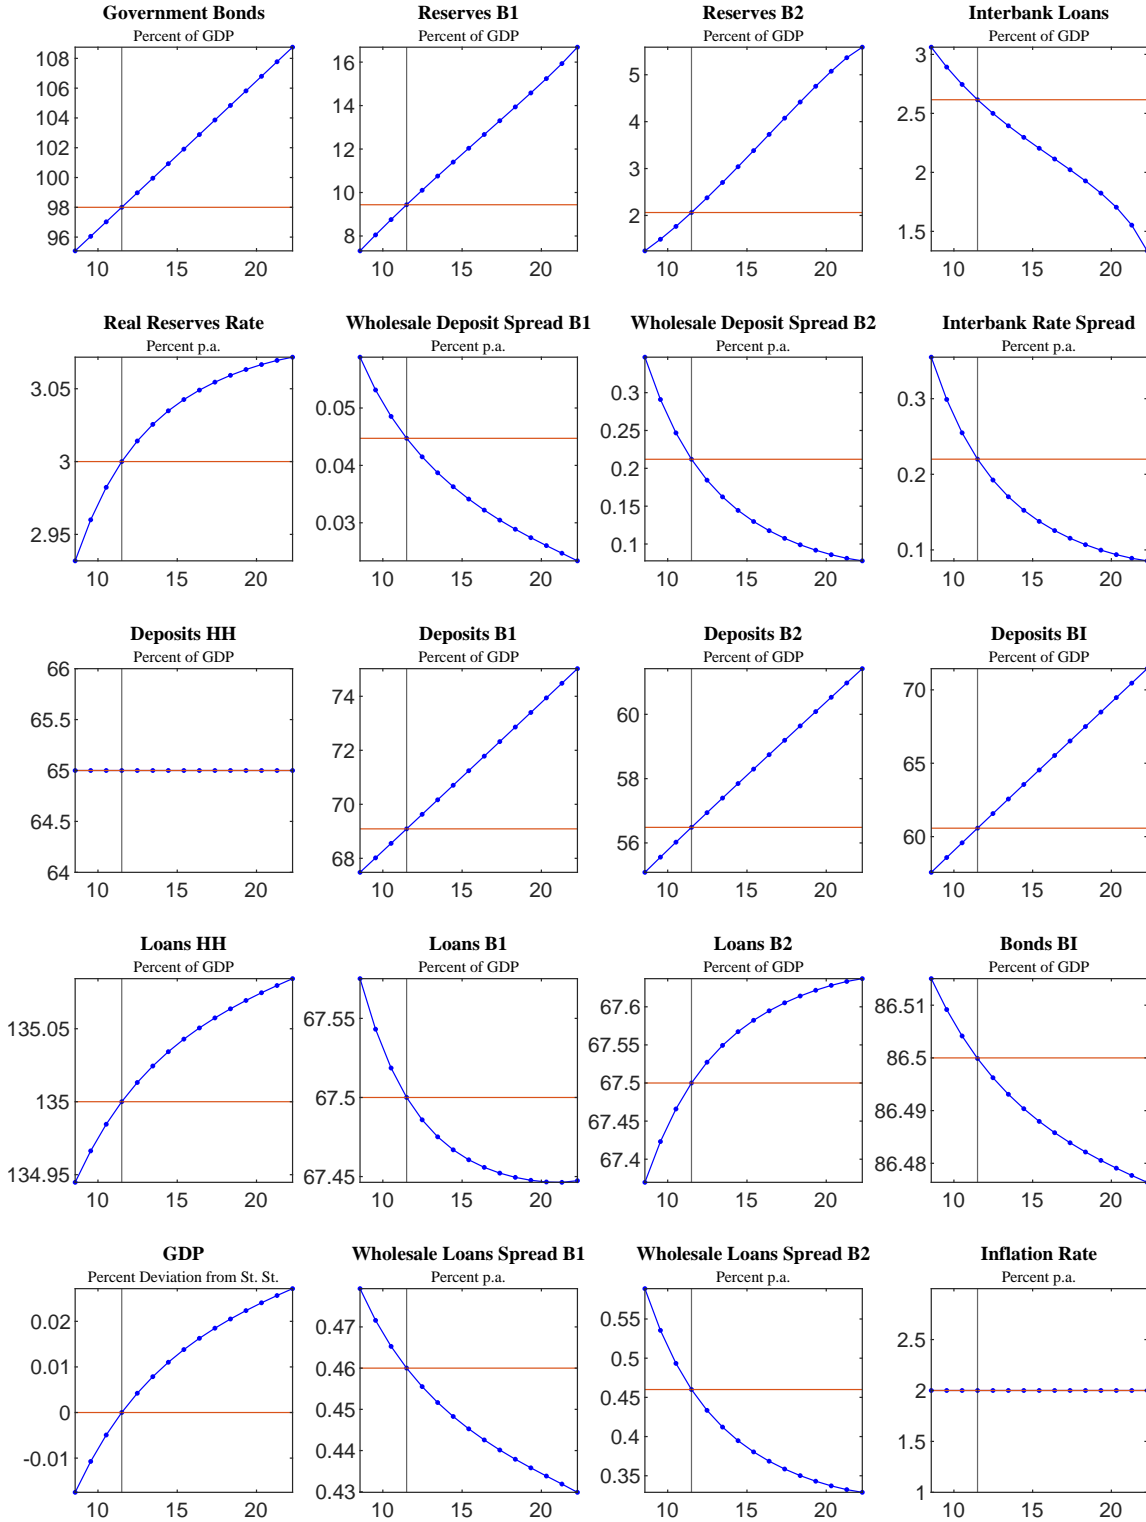 Government Bonds
Percent of GDP
108
106
104
102
100
98
96
10 15 20
Reserves B1
Percent of GDP
16
14
12
10
8
10 15 20
Reserves B2
Percent of GDP
5
4
3
2
10 15 20
Interbank Loans
Percent of GDP
3
2.5
2
1.5
10 15 20
Real Reserves Rate
Percent p.a.
3.05
3
2.95
10 15 20
Wholesale Deposit Spread B1
Percent p.a.
0.05
0.04
0.03
10 15 20
Wholesale Deposit Spread B2
Percent p.a.
0.3
0.25
0.2
0.15
0.1
10 15 20
Interbank Rate Spread
Percent p.a.
0.3
0.2
0.1
10 15 20
Deposits HH
Percent of GDP
66
65.5
65
64.5
64
10 15 20
Deposits B1
Percent of GDP
74
72
70
68
10 15 20
Deposits B2
Percent of GDP
60
58
56
10 15 20
Deposits BI
Percent of GDP
70
65
60
10 15 20
Loans HH
Percent of GDP
135.05
135
134.95
10 15 20
Loans B1
Percent of GDP
67.55
67.5
67.45
10 15 20
Loans B2
Percent of GDP
67.6
67.55
67.5
67.45
67.4
10 15 20
Bonds BI
Percent of GDP
86.51
86.5
86.49
86.48
10 15 20
GDP
Percent Deviation from St. St.
0.02
0.01
0
-0.01
10 15 20
Wholesale Loans Spread B1
Percent p.a.
0.47
0.46
0.45
0.44
0.43
10 15 20
Wholesale Loans Spread B2
Percent p.a.
0.55
0.5
0.45
0.4
0.35
10 15 20
Inflation Rate
Percent p.a.
2.5
2
1.5
1
10 15 20